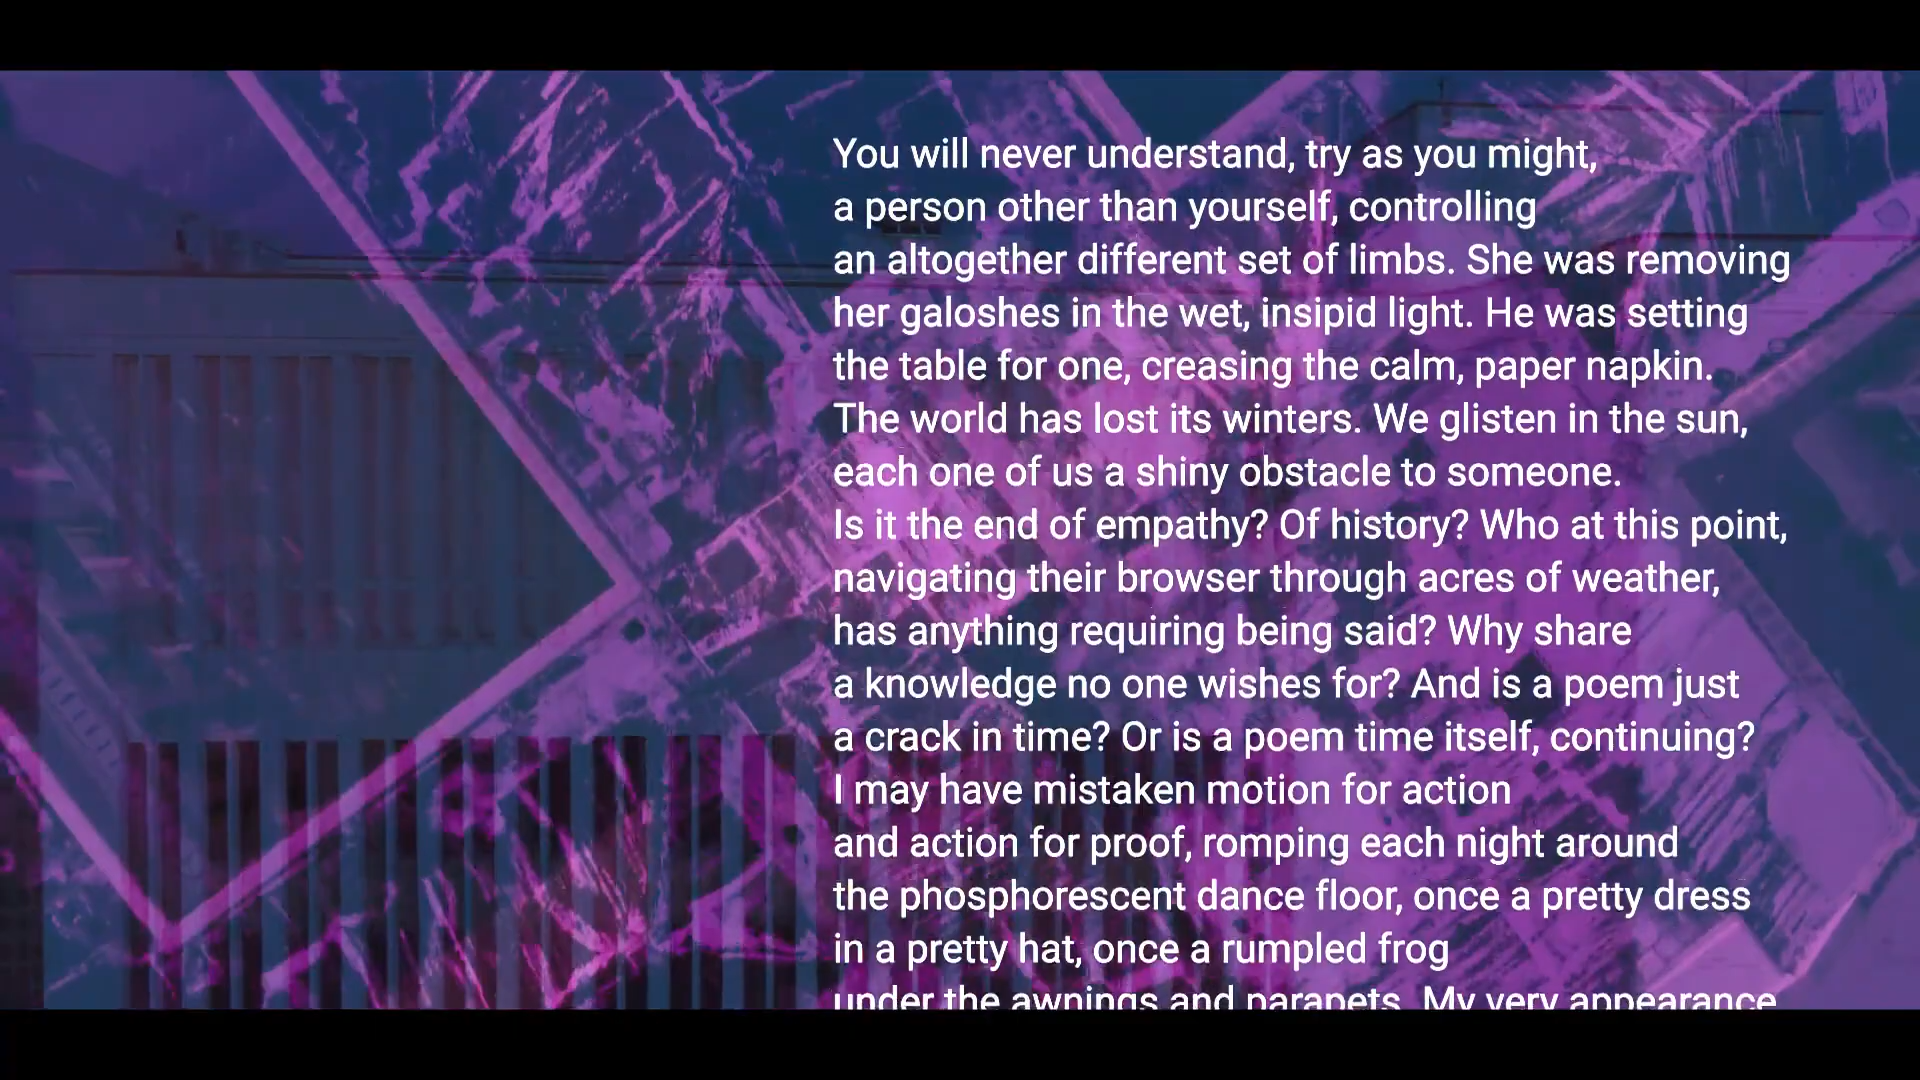 You will never understand, try as you might,
a person other than yourself, controlling
an altogether different set of limbs. She was removing
her galoshes in the wet, insipid light. He was setting
the table for one, creasing the calm, paper napkin.
The world has lost its winters. We glisten in the sun,
each one of us a shiny obstacle to someone.
Is it the end of empathy? Of history? Who at this point,
navigating their browser through acres of weather,
has anything requiring being said? Why share
a knowledge no one wishes for? And is a poem just
a crack in time? Or is a poem time itself, continuing?
I may have mistaken motion for action
and action for proof, romping each night around
the phosphorescent dance floor, once a pretty dress
in a pretty hat, once a rumpled frog
under the awnings and parapets. My very appearance